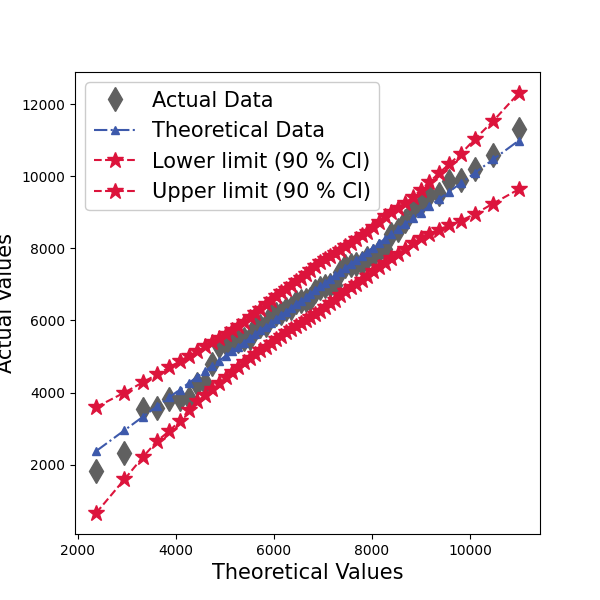 Actual Data
Theoretical Data
Lower limit (90 % CI)
Upper limit (90 % CI)
12000
10000
8000
6000
4000
2000
Actual Values
2000 4000 6000 8000 10000
Theoretical Values